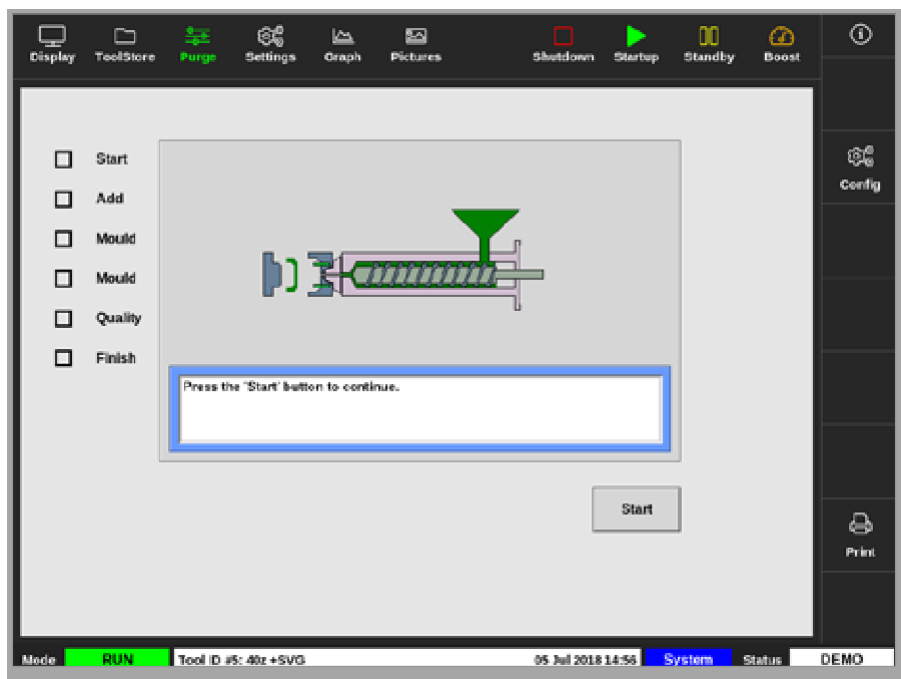 Display ToolStore Purge Settings Graph Pictures Shutdown Startup Standby Boost
Start
Add
Mould
Mould
Quality
Finish
Config
Press the 'Start' button to continue.
Start
Print
Mode RUN Tool ID #5: 40z +SVG 05 Jul 2018 14:56 System Status DEMO